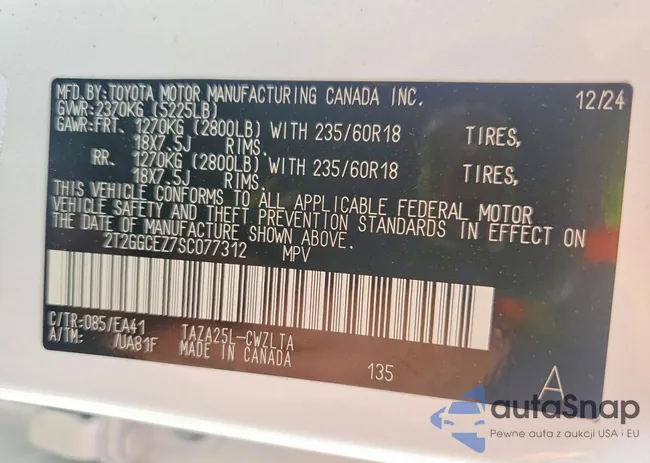 MFD.BY:TOYOTA MOTOR MANUFACTURING CANADA INC. 12/24
GVWR:2370KG (5225LB)
GAWR:FRT. 1270KG (2800LB) WITH 235/60R18 TIRES,
18X7.5J RIMS.
RR. 1270KG (2800LB) WITH 235/60R18 TIRES,
18X7.5J RIMS.
THIS VEHICLE CONFORMS TO ALL APPLICABLE FEDERAL MOTOR
VEHICLE SAFETY AND THEFT PREVENTION STANDARDS IN EFFECT ON
THE DATE OF MANUFACTURE SHOWN ABOVE.
2T2GGCEZ7SC077312 MPV
C/TR:085/EA41 TAZA25L-CWZLTA
A/TM: /UA81F MADE IN CANADA 135 A
autaSnap
Pewne auta z aukcji USA i EU